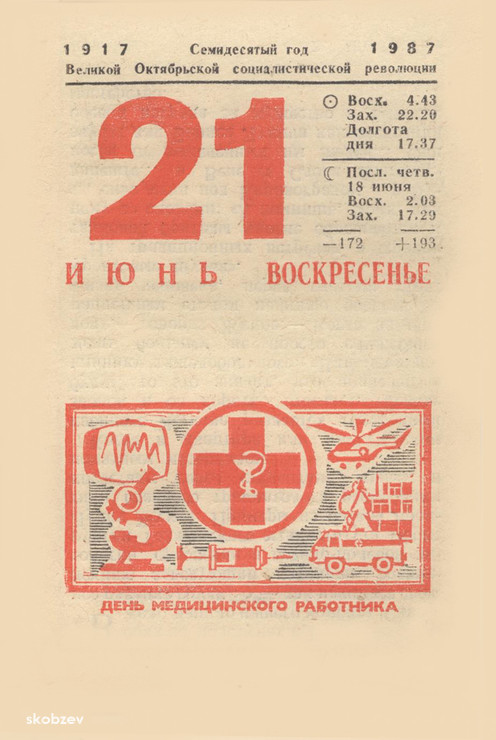 1917 Семидесятый год 1987
Великой Октябрьской социалистической революции
21
Восх. 4.43
Зах. 22.20
Долгота
дня 17.37
Посл. четв.
18 июня
Восх. 2.03
Зах. 17.29
—172 +193
ИЮНЬ ВОСКРЕСЕНЬЕ
ДЕНЬ МЕДИЦИНСКОГО РАБОТНИКА
skobzev